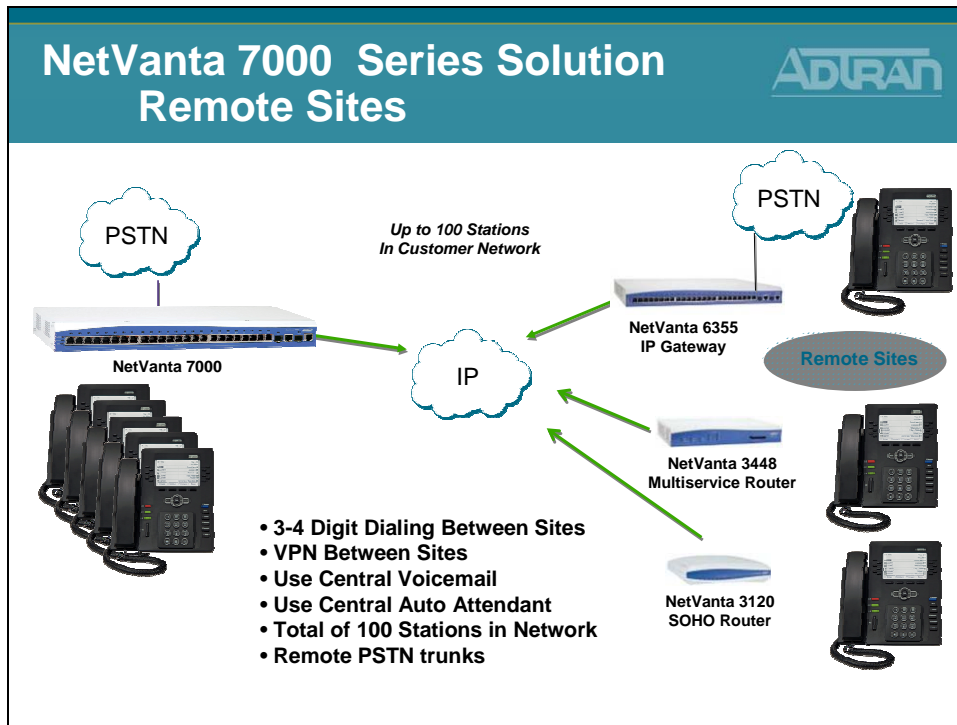 NetVanta 7000 Series Solution
Remote Sites
ADTRAN
PSTN
Up to 100 Stations
In Customer Network
PSTN
NetVanta 7000
IP
NetVanta 6355
IP Gateway
Remote Sites
NetVanta 3448
Multiservice Router
NetVanta 3120
SOHO Router
• 3-4 Digit Dialing Between Sites
• VPN Between Sites
• Use Central Voicemail
• Use Central Auto Attendant
• Total of 100 Stations in Network
• Remote PSTN trunks